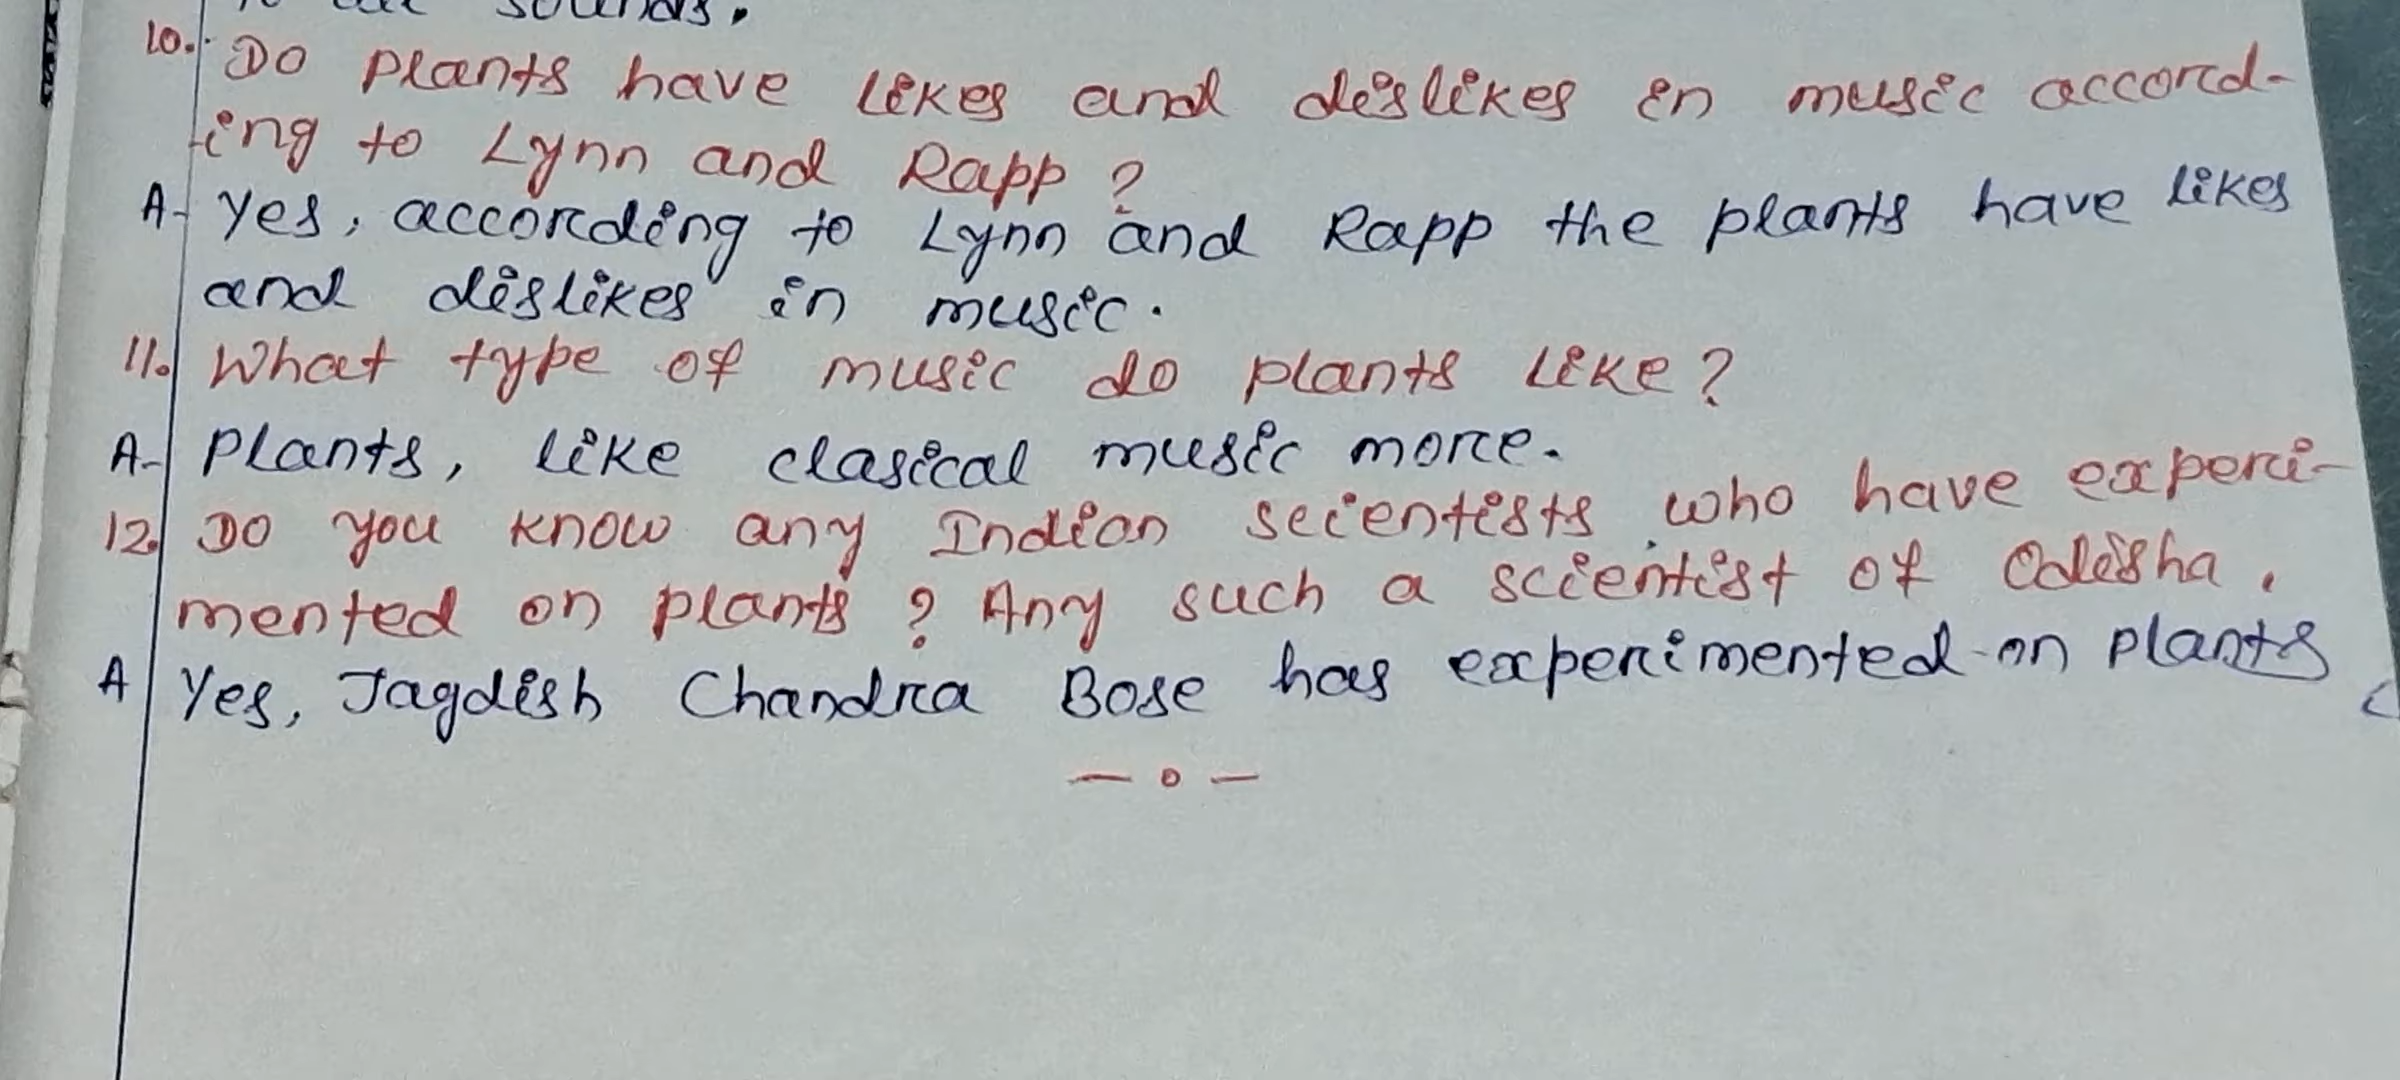 to all sounds.
10. Do plants have likes and dislikes in music accord-
ing to Lynn and Rapp?
A- Yes, according to Lynn and Rapp the plants have likes
and dislikes in music.
11. What type of music do plants like?
A- Plants, like clasical music more.
12. Do you know any Indian scientists who have experi-
mented on plants? Any such a scientist of Odisha.
A Yes, Jagdish Chandra Bose has experimented on plants
— o —